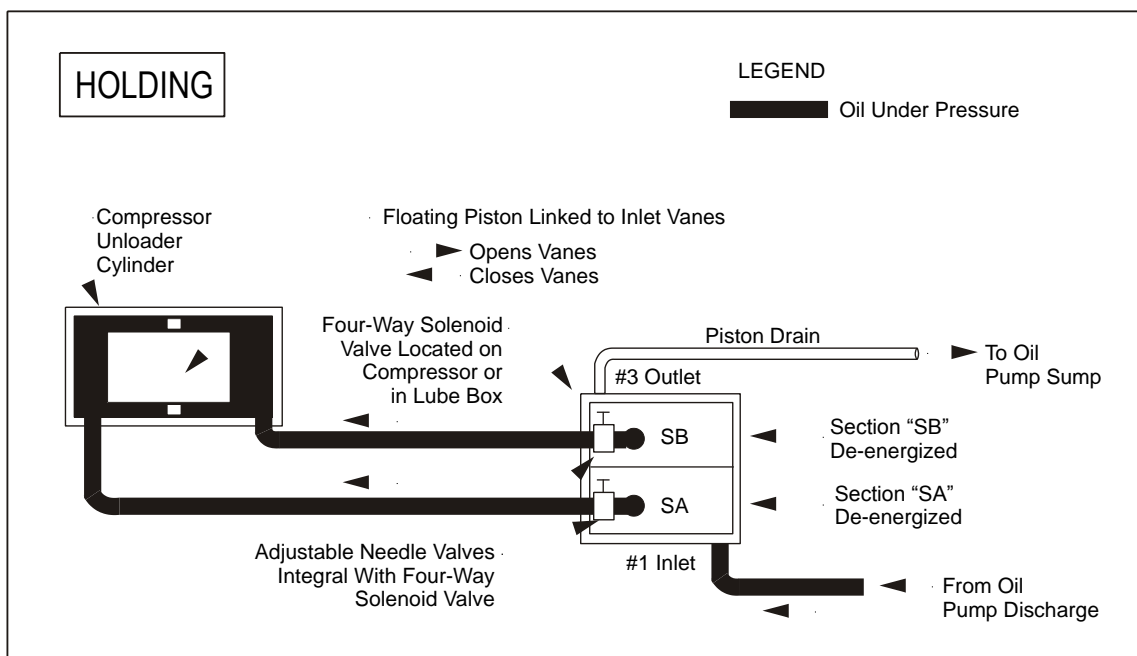 HOLDING
LEGEND
Oil Under Pressure
Compressor
Unloader
Cylinder
Floating Piston Linked to Inlet Vanes
Opens Vanes
Closes Vanes
Four-Way Solenoid
Valve Located on
Compressor or
in Lube Box
Piston Drain
To Oil
Pump Sump
#3 Outlet
SB
Section “SB”
De-energized
SA
Section “SA”
De-energized
Adjustable Needle Valves
Integral With Four-Way
Solenoid Valve
#1 Inlet
From Oil
Pump Discharge